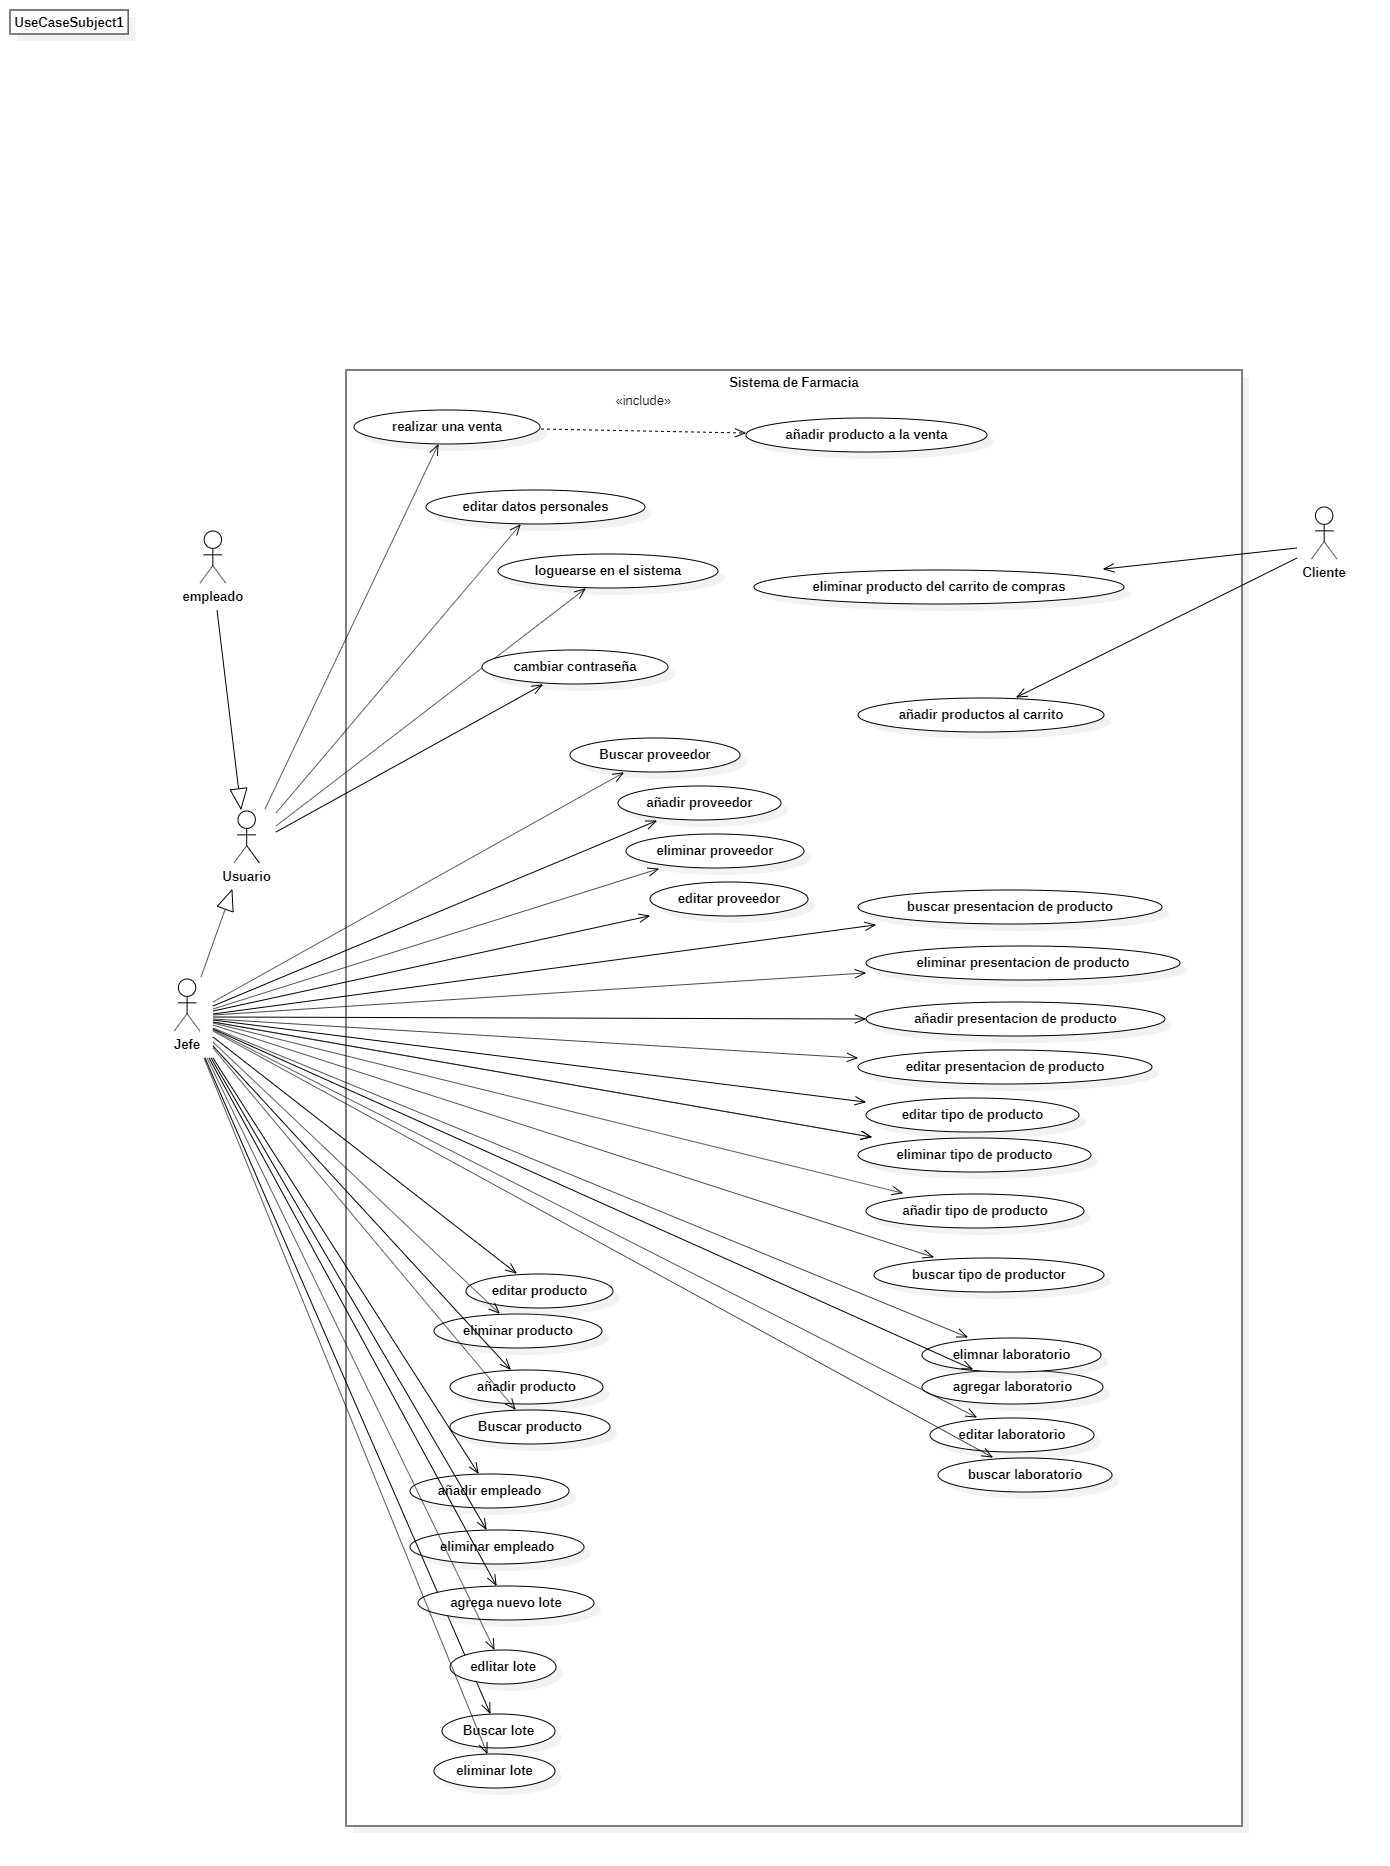 UseCaseSubject1
Sistema de Farmacia
«include»
realizar una venta
añadir producto a la venta
editar datos personales
loguearse en el sistema
Cliente
eliminar producto del carrito de compras
empleado
cambiar contraseña
añadir productos al carrito
Buscar proveedor
añadir proveedor
eliminar proveedor
Usuario
editar proveedor
buscar presentacion de producto
eliminar presentacion de producto
añadir presentacion de producto
Jefe
editar presentacion de producto
editar tipo de producto
eliminar tipo de producto
añadir tipo de producto
buscar tipo de productor
editar producto
eliminar producto
elimnar laboratorio
añadir producto
agregar laboratorio
Buscar producto
editar laboratorio
buscar laboratorio
añadir empleado
eliminar empleado
agrega nuevo lote
edlitar lote
Buscar lote
eliminar lote